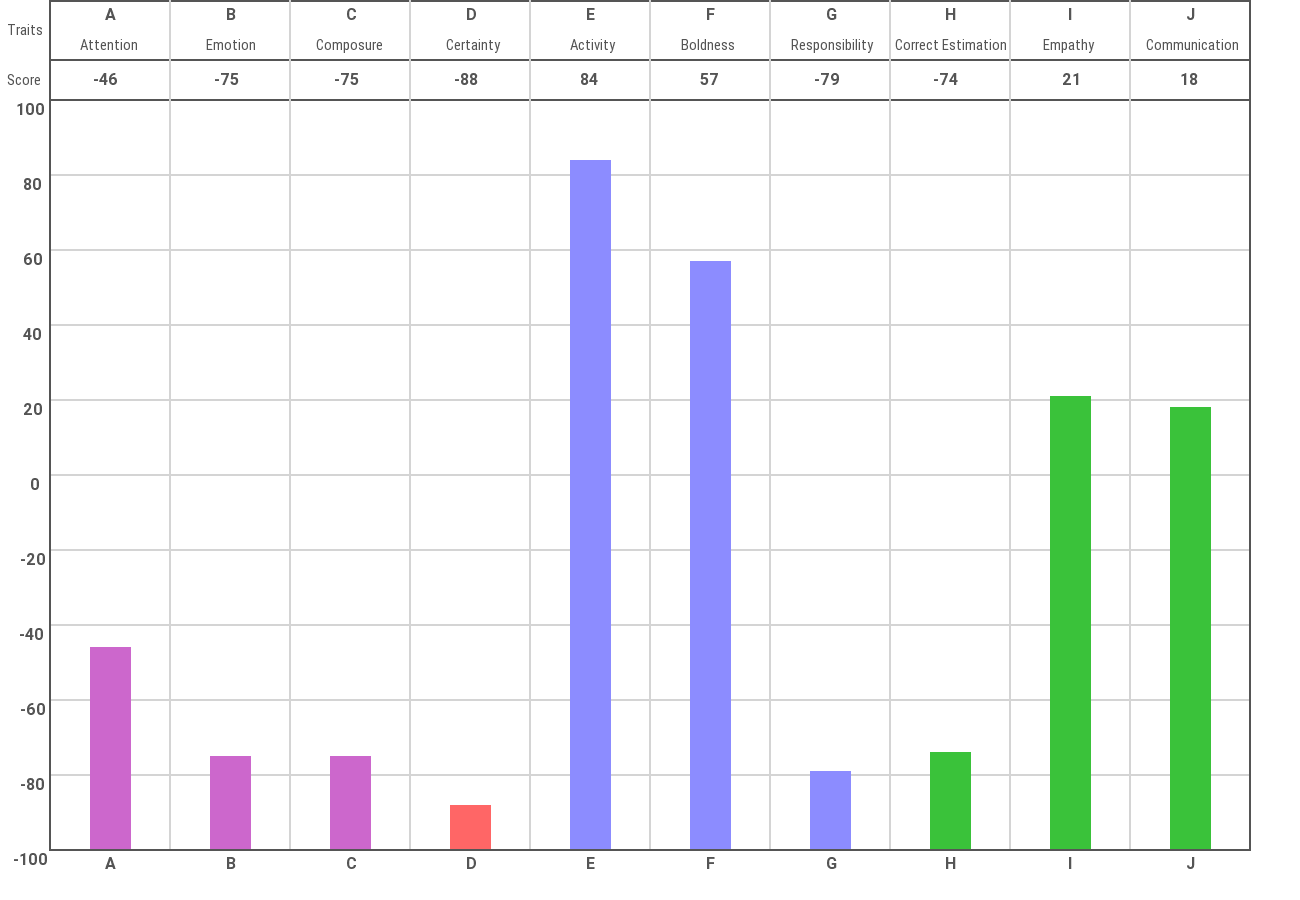 Traits A B C D E F G H I J
Attention Emotion Composure Certainty Activity Boldness Responsibility Correct Estimation Empathy Communication
Score -46 -75 -75 -88 84 57 -79 -74 21 18
100
80
60
40
20
0
-20
-40
-60
-80
-100
A B C D E F G H I J